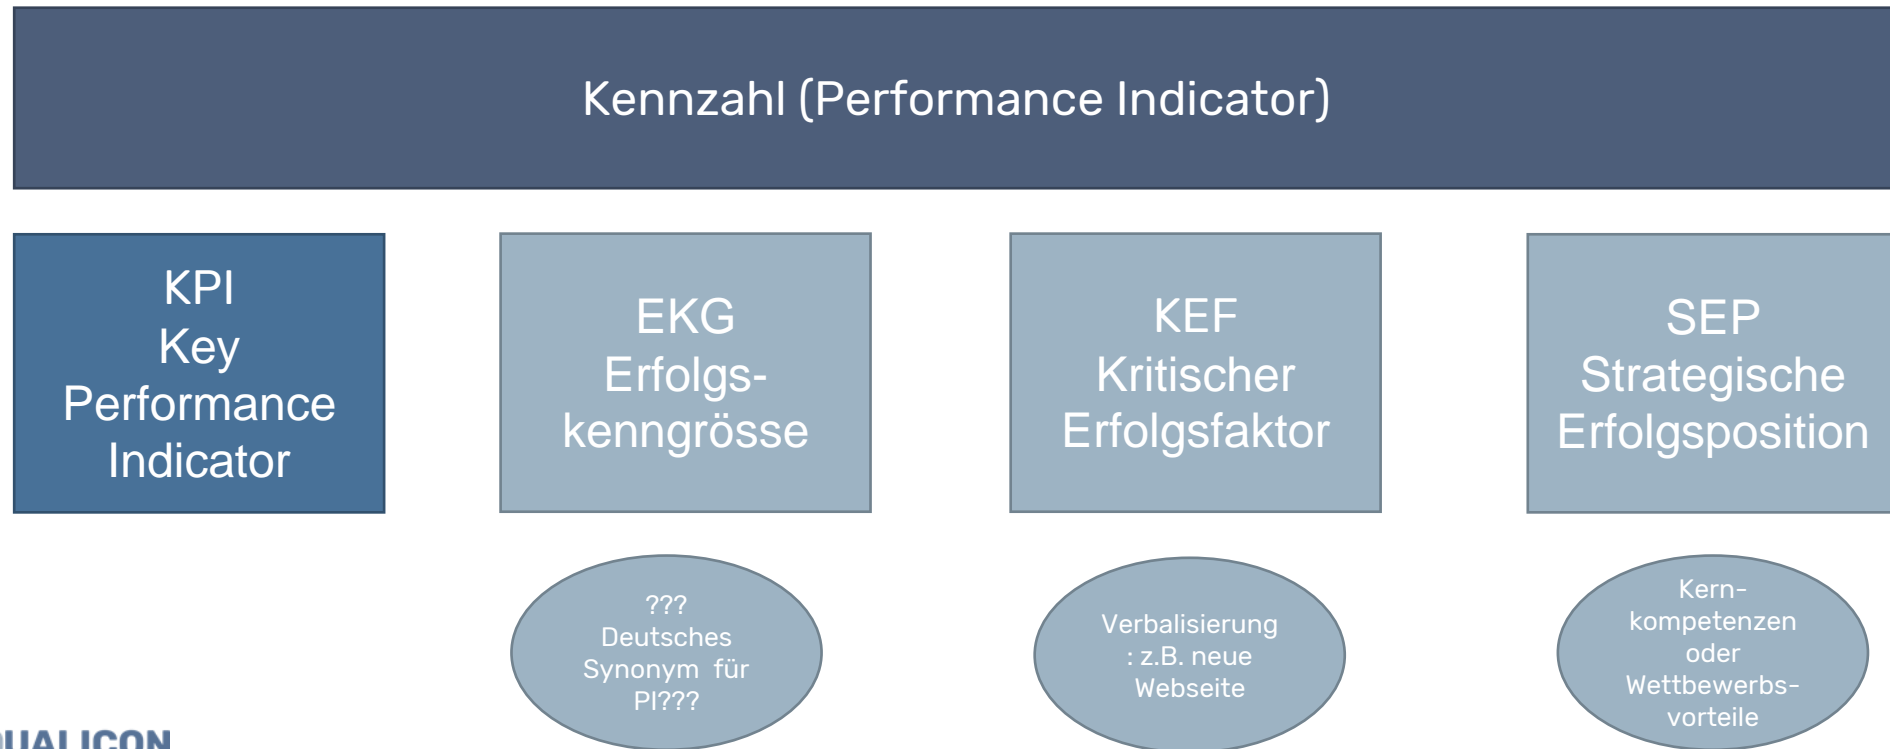 Kennzahl (Performance Indicator)
KPI
Key
Performance
Indicator
EKG
Erfolgs-
kenngrösse
KEF
Kritischer
Erfolgsfaktor
SEP
Strategische
Erfolgsposition
???
Deutsches
Synonym für
PI???
Verbalisierung
: z.B. neue
Webseite
Kern-
kompetenzen
oder
Wettbewerbs-
vorteile
QUALICON